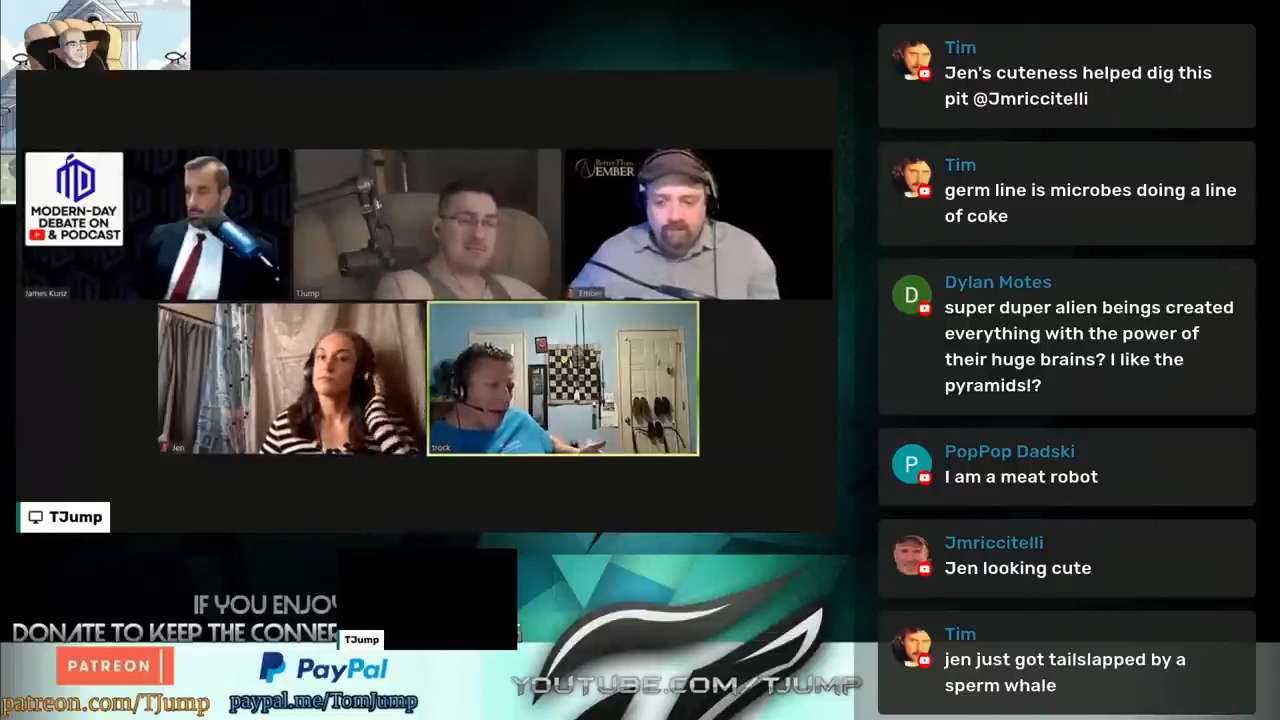 MODERN-DAY
DEBATE ON
& PODCAST
James Kunz
TJump
EMBER
Ember
Jen
trock
TJump
IF YOU ENJOY
DONATE TO KEEP THE CONVER
TJump
PATREON
PayPal
patreon.com/TJump
paypal.me/TomJump
YOUTUBE.COM/TJUMP
Tim
Jen's cuteness helped dig this
pit @Jmriccitelli
Tim
germ line is microbes doing a line
of coke
D
Dylan Motes
super duper alien beings created
everything with the power of
their huge brains? I like the
pyramids!?
P
PopPop Dadski
I am a meat robot
Jmriccitelli
Jen looking cute
Tim
jen just got tailslapped by a
sperm whale